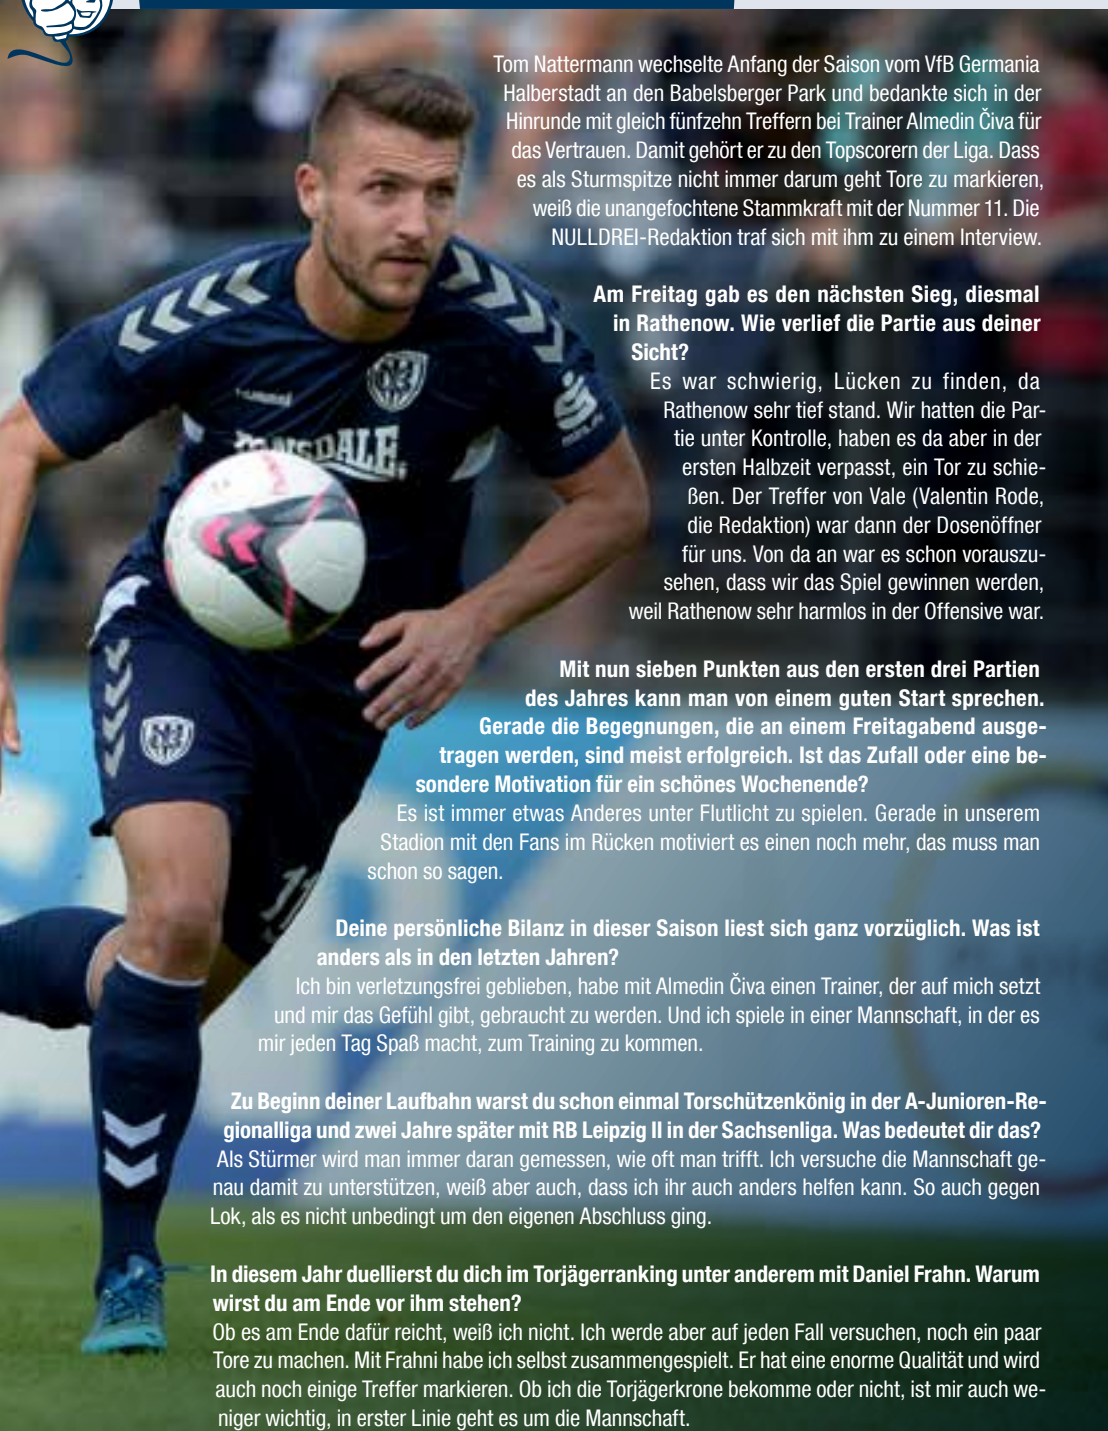 Tom Nattermann wechselte Anfang der Saison vom VfB Germania
Halberstadt an den Babelsberger Park und bedankte sich in der
Hinrunde mit gleich fünfzehn Treffern bei Trainer Almedin Čiva für
das Vertrauen. Damit gehört er zu den Topscorern der Liga. Dass
es als Sturmspitze nicht immer darum geht Tore zu markieren,
weiß die unangefochtene Stammkraft mit der Nummer 11. Die
NULLDREI-Redaktion traf sich mit ihm zu einem Interview.
Am Freitag gab es den nächsten Sieg, diesmal
in Rathenow. Wie verlief die Partie aus deiner
Sicht?
Es war schwierig, Lücken zu finden, da
Rathenow sehr tief stand. Wir hatten die Par-
tie unter Kontrolle, haben es da aber in der
ersten Halbzeit verpasst, ein Tor zu schie-
ßen. Der Treffer von Vale (Valentin Rode,
die Redaktion) war dann der Dosenöffner
für uns. Von da an war es schon vorauszu-
sehen, dass wir das Spiel gewinnen werden,
weil Rathenow sehr harmlos in der Offensive war.
Mit nun sieben Punkten aus den ersten drei Partien
des Jahres kann man von einem guten Start sprechen.
Gerade die Begegnungen, die an einem Freitagabend ausge-
tragen werden, sind meist erfolgreich. Ist das Zufall oder eine be-
sondere Motivation für ein schönes Wochenende?
Es ist immer etwas Anderes unter Flutlicht zu spielen. Gerade in unserem
Stadion mit den Fans im Rücken motiviert es einen noch mehr, das muss man
schon so sagen.
Deine persönliche Bilanz in dieser Saison liest sich ganz vorzüglich. Was ist
anders als in den letzten Jahren?
Ich bin verletzungsfrei geblieben, habe mit Almedin Čiva einen Trainer, der auf mich setzt
und mir das Gefühl gibt, gebraucht zu werden. Und ich spiele in einer Mannschaft, in der es
mir jeden Tag Spaß macht, zum Training zu kommen.
Zu Beginn deiner Laufbahn warst du schon einmal Torschützenkönig in der A-Junioren-Re-
gionalliga und zwei Jahre später mit RB Leipzig II in der Sachsenliga. Was bedeutet dir das?
Als Stürmer wird man immer daran gemessen, wie oft man trifft. Ich versuche die Mannschaft ge-
nau damit zu unterstützen, weiß aber auch, dass ich ihr auch anders helfen kann. So auch gegen
Lok, als es nicht unbedingt um den eigenen Abschluss ging.
In diesem Jahr duellierst du dich im Torjägerranking unter anderem mit Daniel Frahn. Warum
wirst du am Ende vor ihm stehen?
Ob es am Ende dafür reicht, weiß ich nicht. Ich werde aber auf jeden Fall versuchen, noch ein paar
Tore zu machen. Mit Frahni habe ich selbst zusammengespielt. Er hat eine enorme Qualität und wird
auch noch einige Treffer markieren. Ob ich die Torjägerkrone bekomme oder nicht, ist mir auch we-
niger wichtig, in erster Linie geht es um die Mannschaft.
11